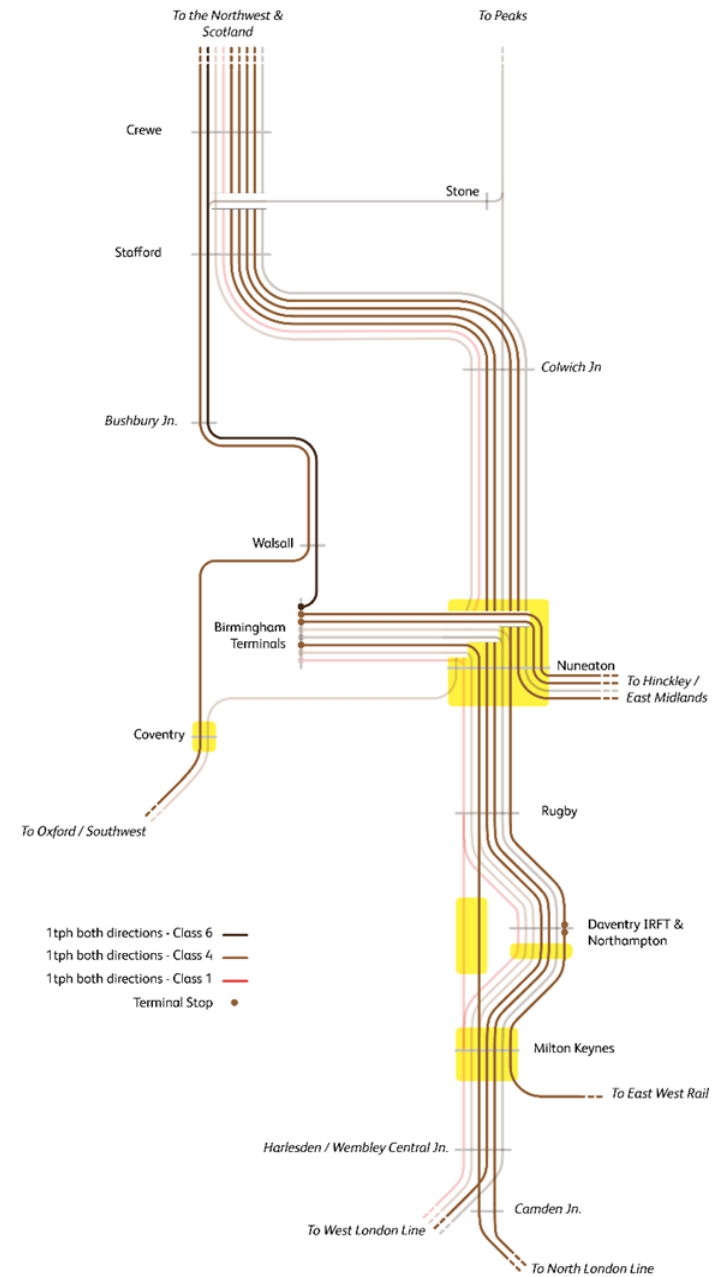 To the Northwest &
Scotland
To Peaks
Crewe
Stone
Stafford
Colwich Jn
Bushbury Jn.
Walsall
Birmingham
Terminals
Nuneaton
To Hinckley /
East Midlands
Coventry
To Oxford / Southwest
Rugby
Daventry IRFT &
Northampton
1tph both directions - Class 6
1tph both directions - Class 4
1tph both directions - Class 1
Terminal Stop
Milton Keynes
To East West Rail
Harlesden / Wembley Central Jn.
Camden Jn.
To West London Line
To North London Line